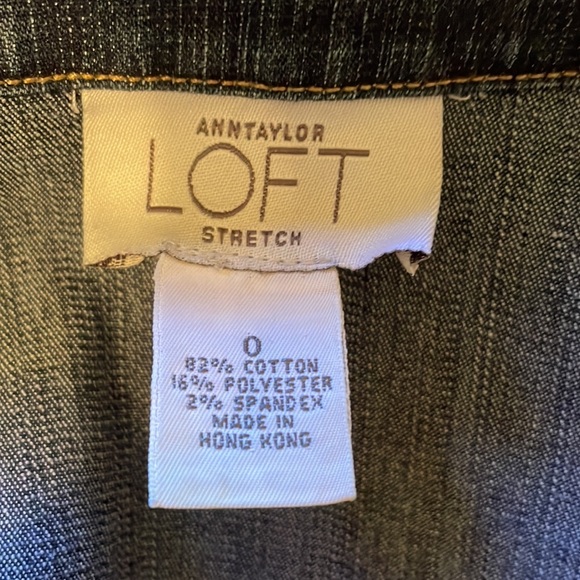 ANNTAYLOR
LOFT
STRETCH
0
82% COTTON
16% POLYESTER
2% SPANDEX
MADE IN
HONG KONG